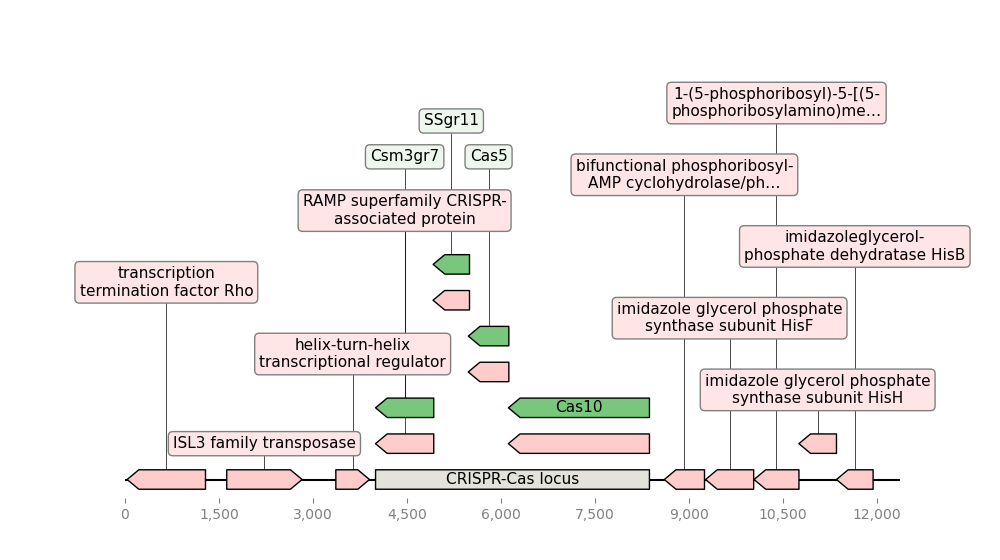 1-(5-phosphoribosyl)-5-[(5-
phosphoribosylamino)me…
SSgr11
Csm3gr7
Cas5
bifunctional phosphoribosyl-
AMP cyclohydrolase/ph…
RAMP superfamily CRISPR-
associated protein
imidazoleglycerol-
phosphate dehydratase HisB
transcription
termination factor Rho
imidazole glycerol phosphate
synthase subunit HisF
helix-turn-helix
transcriptional regulator
imidazole glycerol phosphate
synthase subunit HisH
Cas10
ISL3 family transposase
CRISPR-Cas locus
0
1,500
3,000
4,500
6,000
7,500
9,000
10,500
12,000